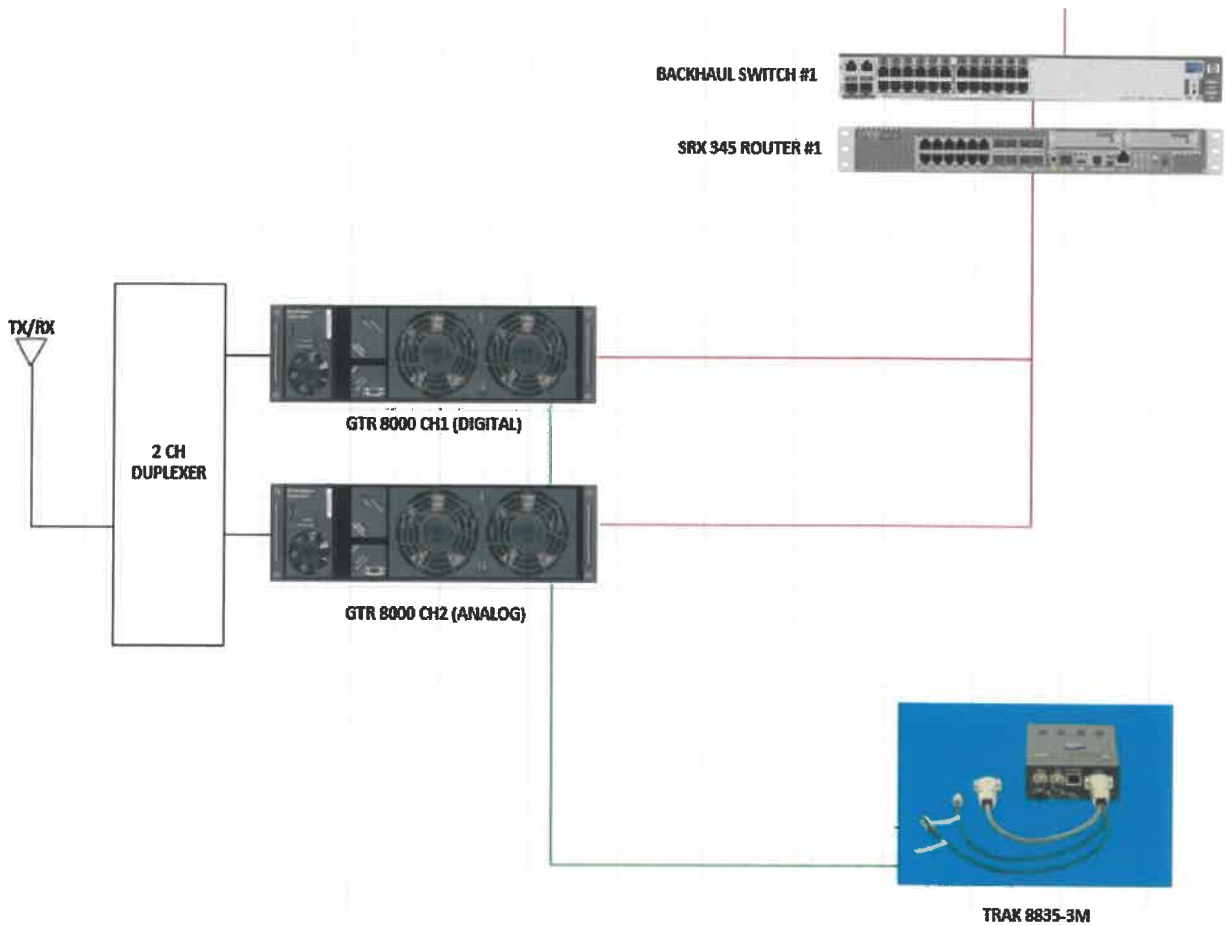 BACKHAUL SWITCH #1
SRX 345 ROUTER #1
TX/RX
GTR 8000 CH1 (DIGITAL)
2 CH
DUPLEXER
GTR 8000 CH2 (ANALOG)
TRAK 8835-3M